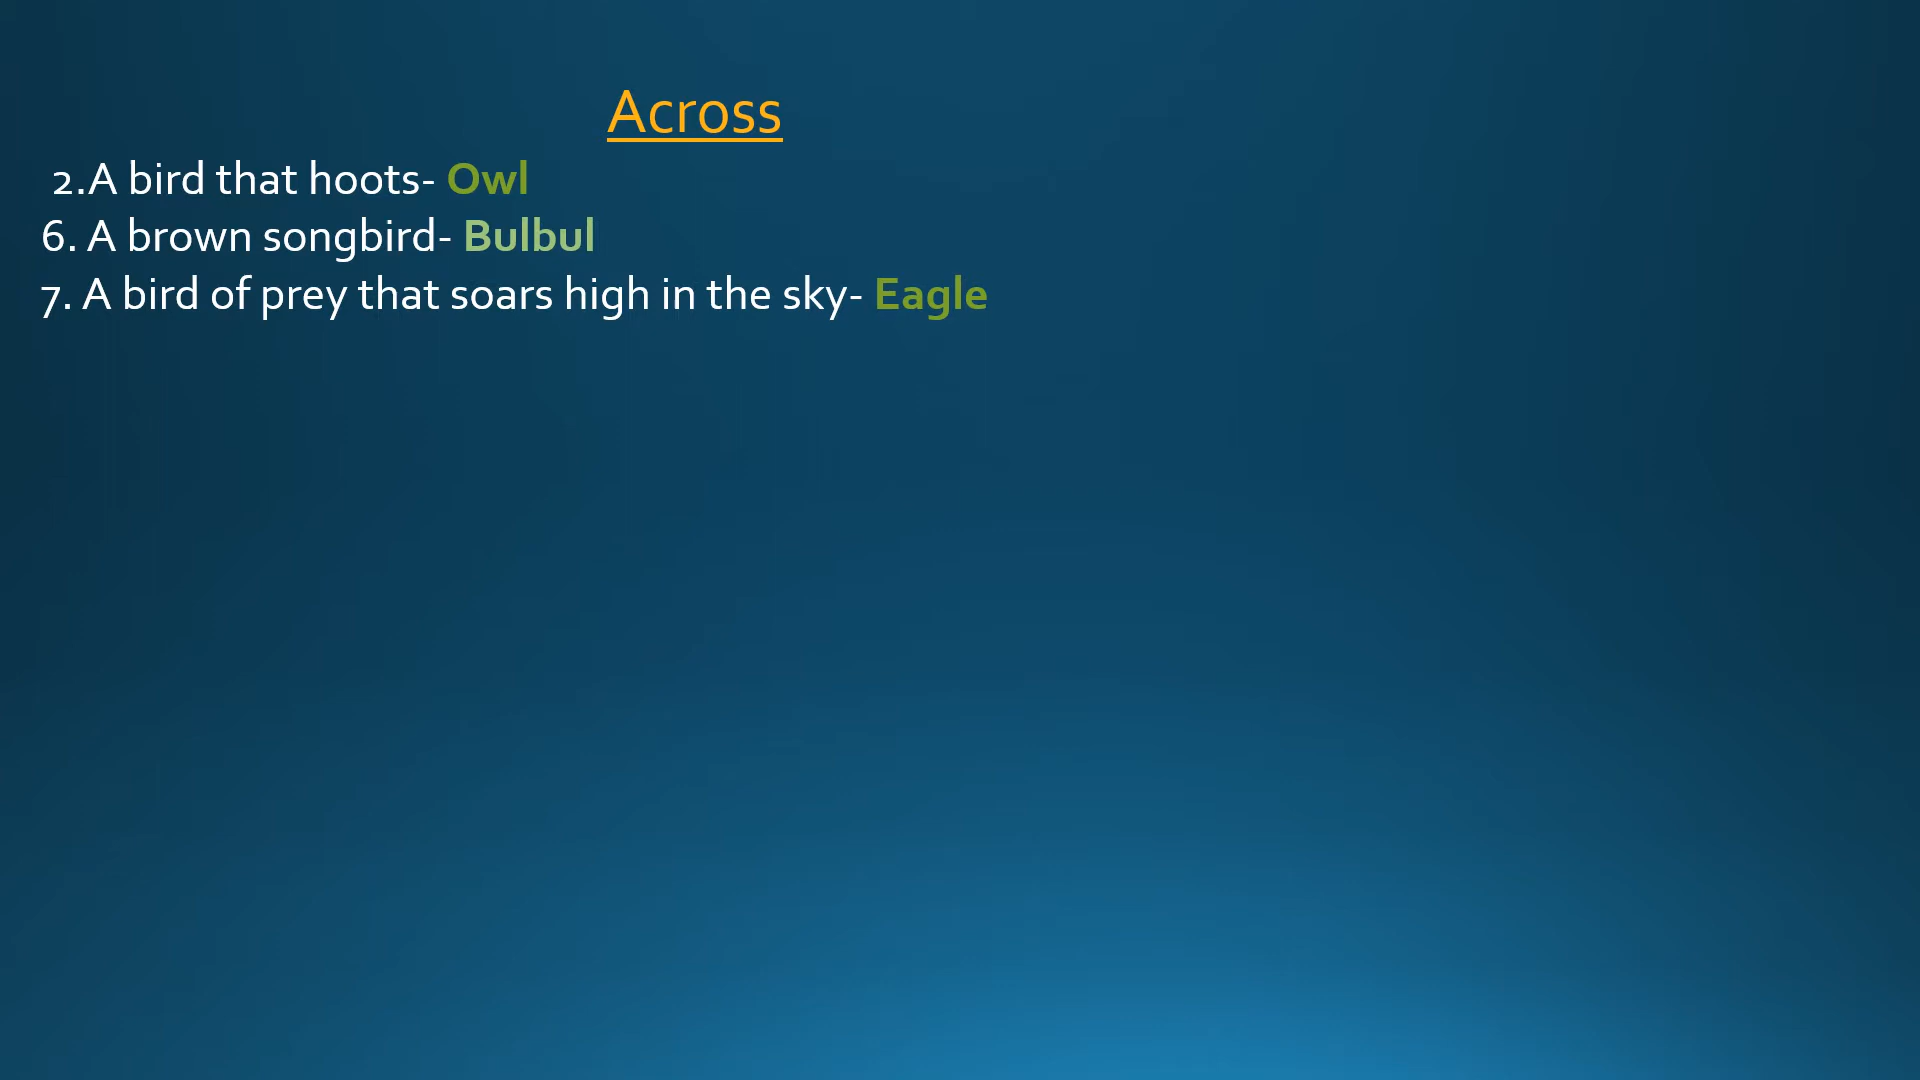 Across
2.A bird that hoots- Owl
6. A brown songbird- Bulbul
7. A bird of prey that soars high in the sky- Eagle